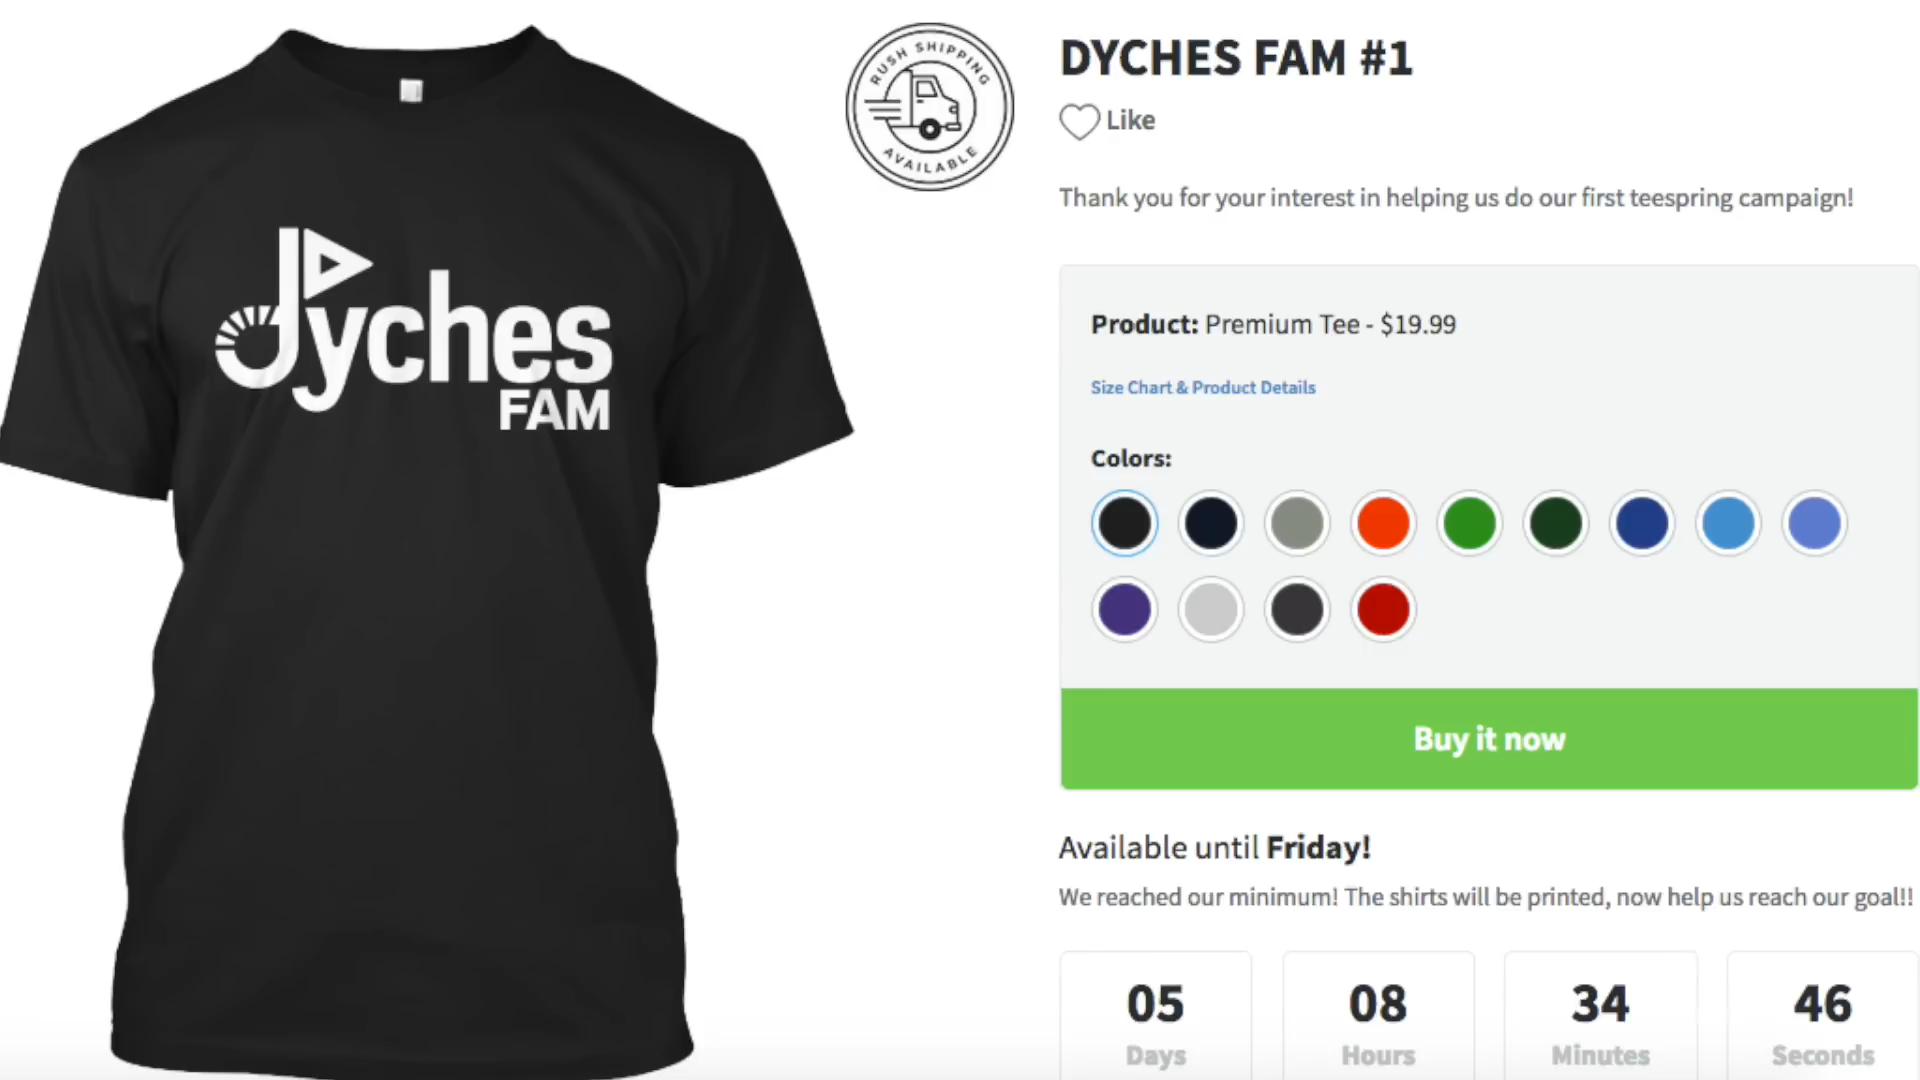 dyches
FAM
RUSH SHIPPING
AVAILABLE
DYCHES FAM #1
Like
Thank you for your interest in helping us do our first teespring campaign!
Product: Premium Tee - $19.99
Size Chart & Product Details
Colors:
Buy it now
Available until Friday!
We reached our minimum! The shirts will be printed, now help us reach our goal!!
05 08 34 46
Days Hours Minutes Seconds